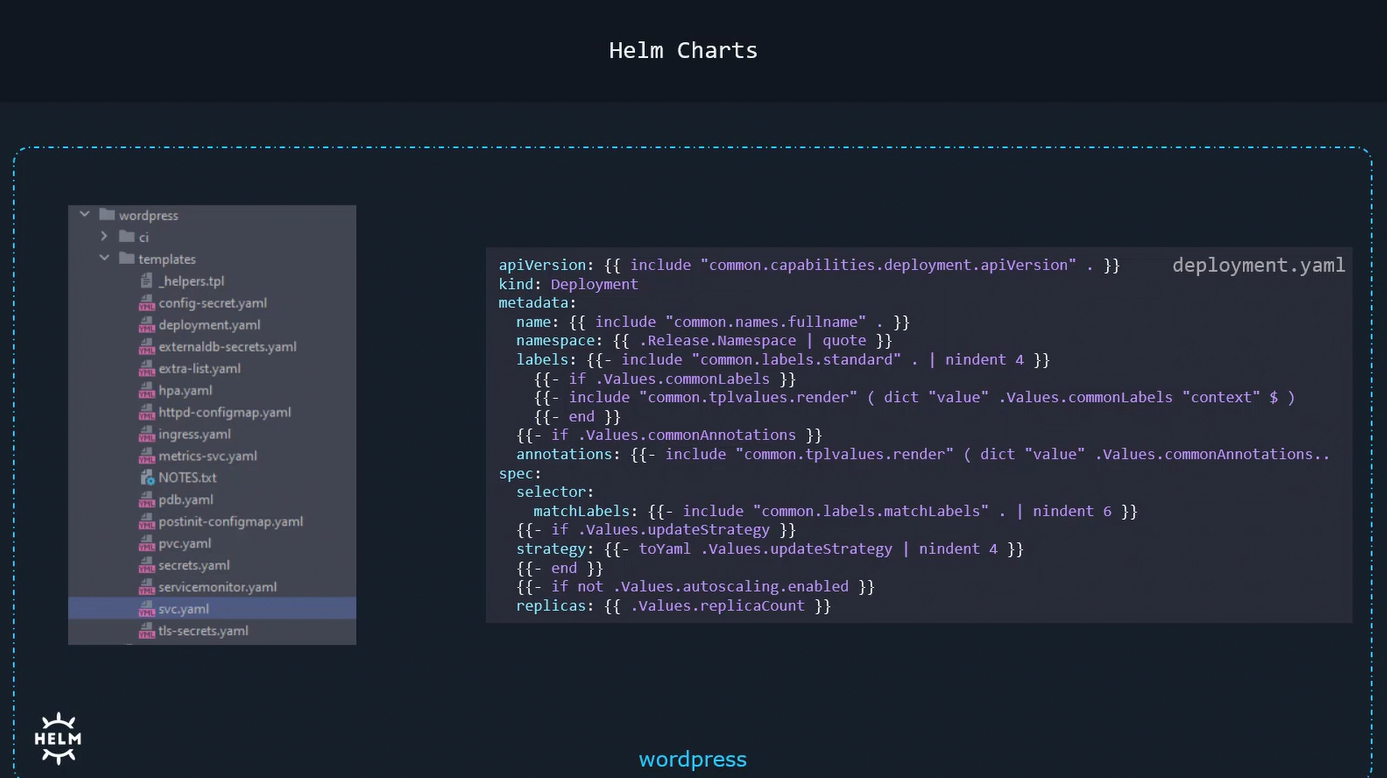 Helm Charts
wordpress
ci
templates
_helpers.tpl
config-secret.yaml
deployment.yaml
externaldb-secrets.yaml
extra-list.yaml
hpa.yaml
httpd-configmap.yaml
ingress.yaml
metrics-svc.yaml
NOTES.txt
pdb.yaml
postinit-configmap.yaml
pvc.yaml
secrets.yaml
servicemonitor.yaml
svc.yaml
tls-secrets.yaml
deployment.yaml
apiVersion: {{ include "common.capabilities.deployment.apiVersion" . }}
kind: Deployment
metadata:
  name: {{ include "common.names.fullname" . }}
  namespace: {{ .Release.Namespace | quote }}
  labels: {{- include "common.labels.standard" . | nindent 4 }}
    {{- if .Values.commonLabels }}
    {{- include "common.tplvalues.render" ( dict "value" .Values.commonLabels "context" $ )
    {{- end }}
  {{- if .Values.commonAnnotations }}
  annotations: {{- include "common.tplvalues.render" ( dict "value" .Values.commonAnnotations..
spec:
  selector:
    matchLabels: {{- include "common.labels.matchLabels" . | nindent 6 }}
  {{- if .Values.updateStrategy }}
  strategy: {{- toYaml .Values.updateStrategy | nindent 4 }}
  {{- end }}
  {{- if not .Values.autoscaling.enabled }}
  replicas: {{ .Values.replicaCount }}
HELM
wordpress